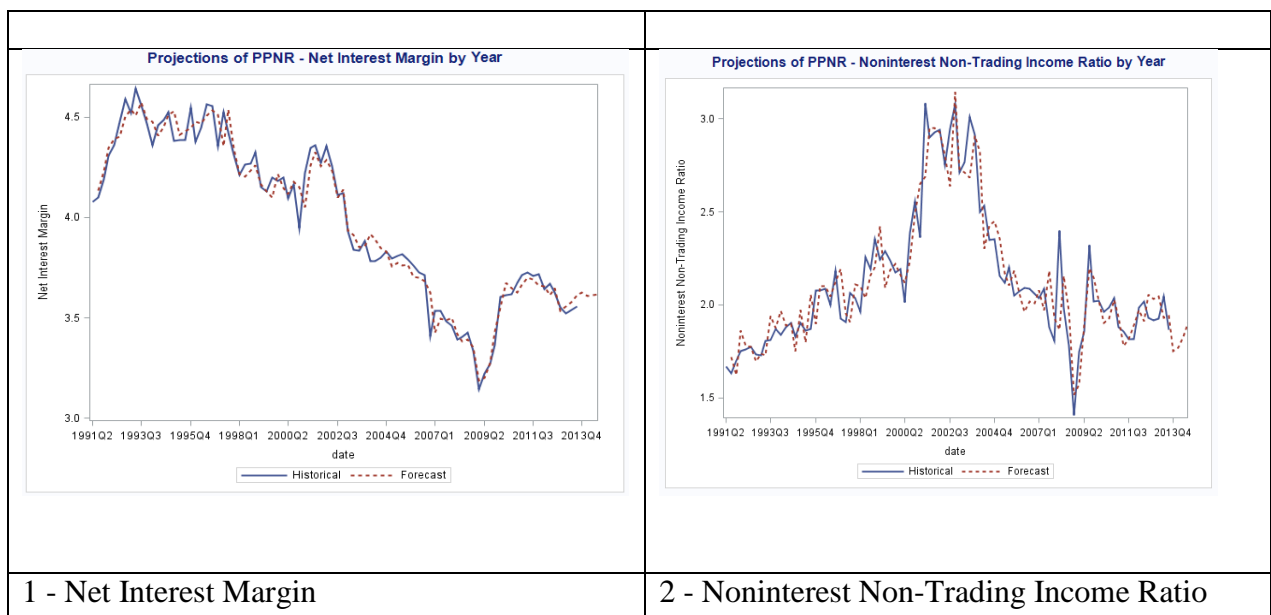 Projections of PPNR - Net Interest Margin by Year
4.5
4.0
3.5
3.0
Net Interest Margin
1991Q2 1993Q3 1995Q4 1998Q1 2000Q2 2002Q3 2004Q4 2007Q1 2009Q2 2011Q3 2013Q4
date
Historical Forecast
Projections of PPNR - Noninterest Non-Trading Income Ratio by Year
3.0
2.5
2.0
1.5
Noninterest Non-Trading Income Ratio
1991Q2 1993Q3 1995Q4 1998Q1 2000Q2 2002Q3 2004Q4 2007Q1 2009Q2 2011Q3 2013Q4
date
Historical Forecast
1 - Net Interest Margin
2 - Noninterest Non-Trading Income Ratio